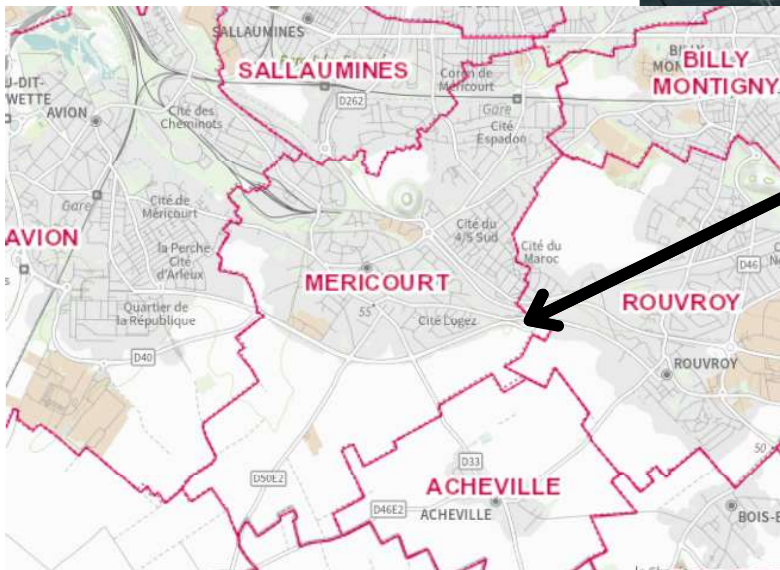 SALLAUMINES
SALLAUMINES
Coron de
Méricourt
BILLY
MONTIGNY
U-DIT-
WETTE
AVION
Cité des
Cheminots
D262
Gare
Cité
Espadon
Gare
Cité de
Méricourt
Cité du
4/5 Sud
Cité du
Maroc
AVION
la Perche
Cité
d'Arleux
MERICOURT
D46
ROUVROY
Quartier de
la République
55
Cité Logez
D40
ROUVROY
50
D50E2
D33
ACHEVILLE
D46E2
ACHEVILLE
BOIS-B